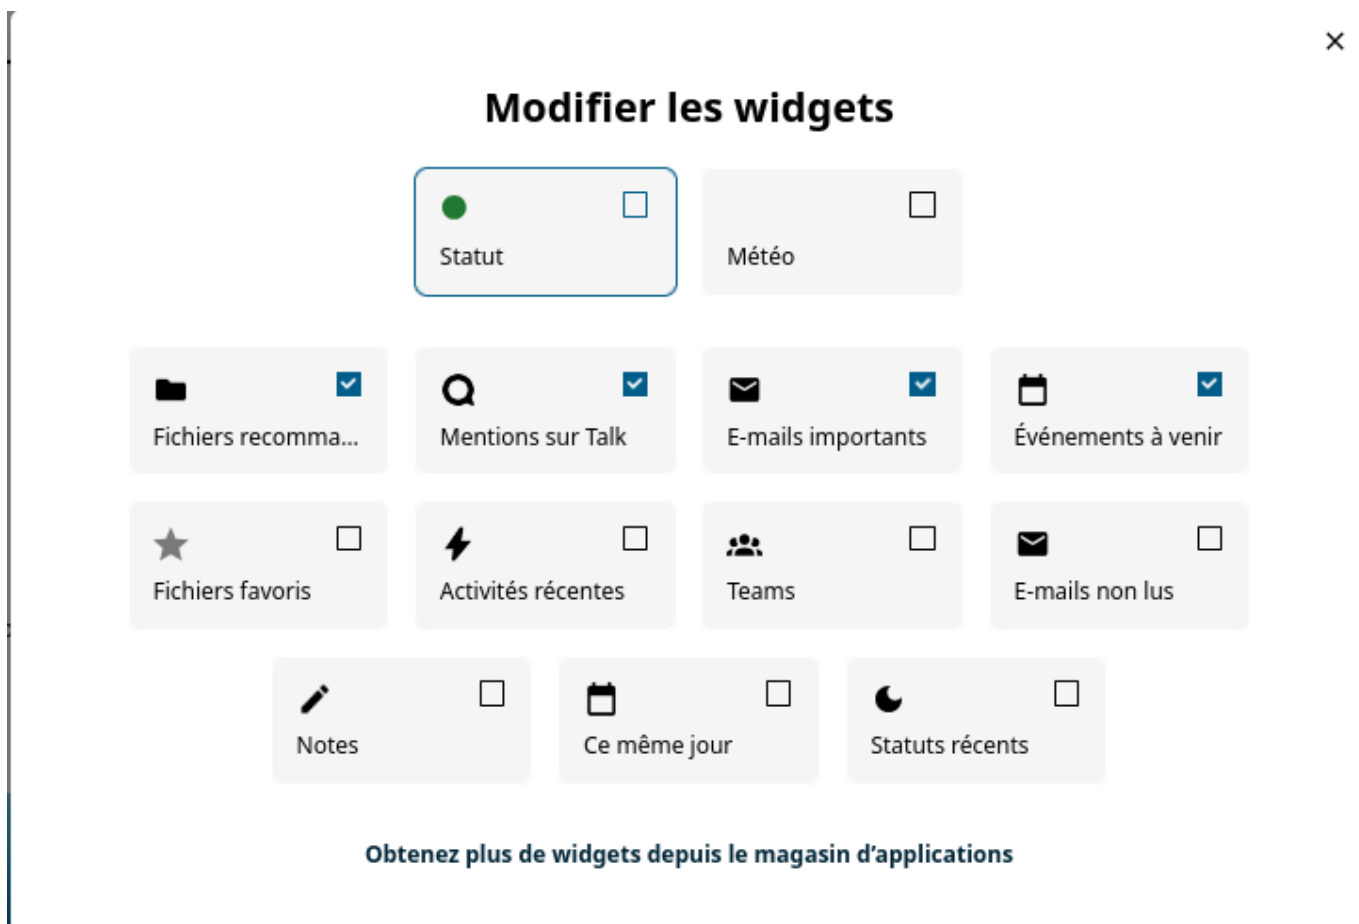 Modifier les widgets
Statut
Météo
Fichiers recomma...
Mentions sur Talk
E-mails importants
Événements à venir
Fichiers favoris
Activités récentes
Teams
E-mails non lus
Notes
Ce même jour
Statuts récents
Obtenez plus de widgets depuis le magasin d’applications